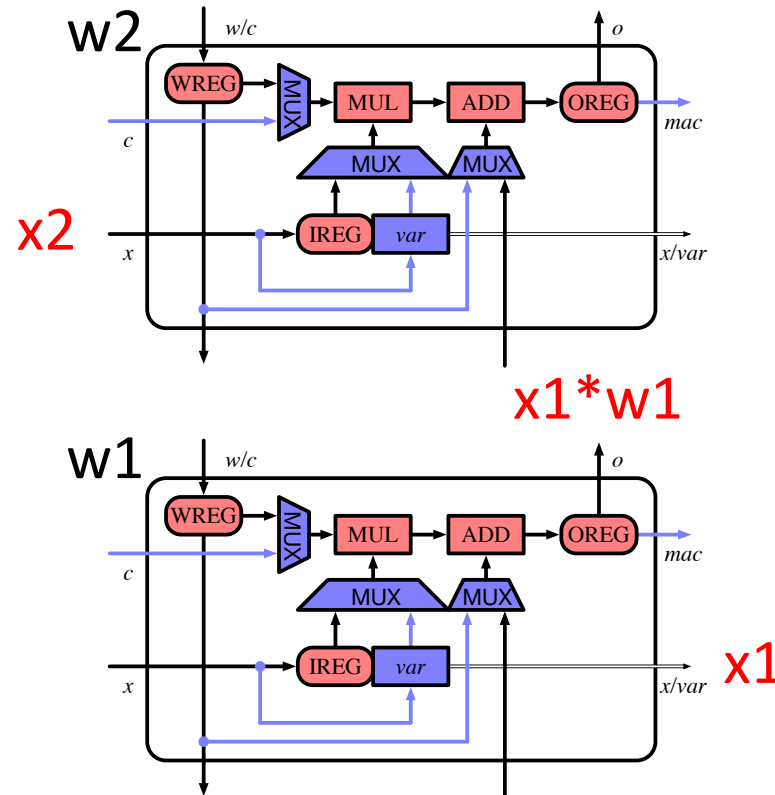 w2
w/c
o
WREG
MUX
MUL
ADD
OREG
c
mac
MUX
MUX
x2
x
IREG
var
x/var
x1*w1
w1
w/c
o
WREG
MUX
MUL
ADD
OREG
c
mac
MUX
MUX
x
IREG
var
x/var
x1